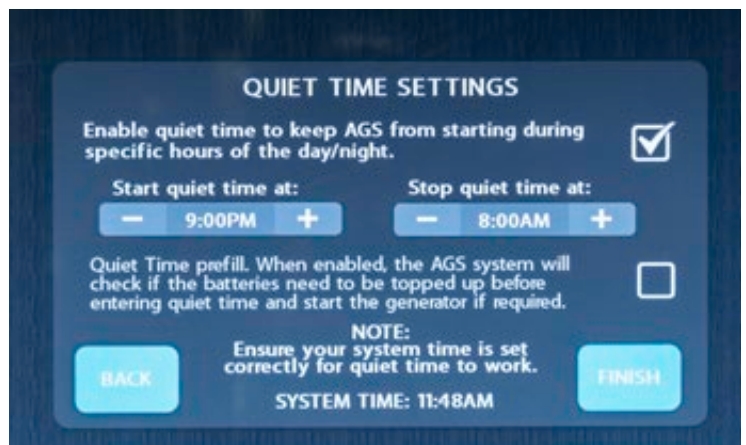 QUIET TIME SETTINGS
Enable quiet time to keep AGS from starting during
specific hours of the day/night.
Start quiet time at:
Stop quiet time at:
− 9:00PM +
− 8:00AM +
Quiet Time prefill. When enabled, the AGS system will
check if the batteries need to be topped up before
entering quiet time and start the generator if required.
NOTE:
Ensure your system time is set
correctly for quiet time to work.
BACK
FINISH
SYSTEM TIME: 11:48AM